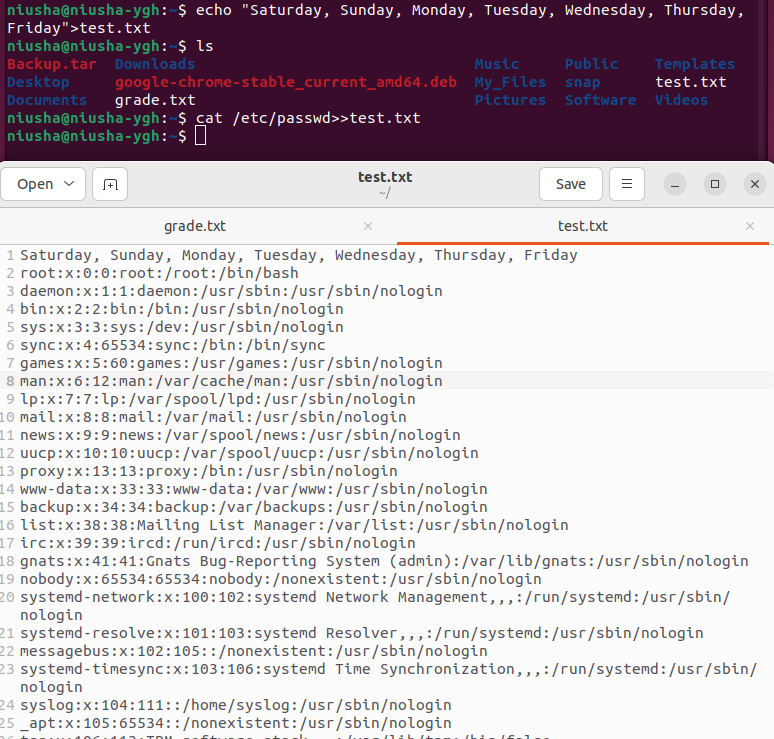 niusha@niusha-ygh:~$ echo "Saturday, Sunday, Monday, Tuesday, Wednesday, Thursday,
Friday">test.txt
niusha@niusha-ygh:~$ ls
Backup.tar Downloads Music Public Templates
Desktop google-chrome-stable_current_amd64.deb My_Files snap test.txt
Documents grade.txt Pictures Software Videos
niusha@niusha-ygh:~$ cat /etc/passwd>>test.txt
niusha@niusha-ygh:~$
Open test.txt Save
~/
grade.txt test.txt
1 Saturday, Sunday, Monday, Tuesday, Wednesday, Thursday, Friday
2 root:x:0:0:root:/root:/bin/bash
3 daemon:x:1:1:daemon:/usr/sbin:/usr/sbin/nologin
4 bin:x:2:2:bin:/bin:/usr/sbin/nologin
5 sys:x:3:3:sys:/dev:/usr/sbin/nologin
6 sync:x:4:65534:sync:/bin:/bin/sync
7 games:x:5:60:games:/usr/games:/usr/sbin/nologin
8 man:x:6:12:man:/var/cache/man:/usr/sbin/nologin
9 lp:x:7:7:lp:/var/spool/lpd:/usr/sbin/nologin
10 mail:x:8:8:mail:/var/mail:/usr/sbin/nologin
11 news:x:9:9:news:/var/spool/news:/usr/sbin/nologin
12 uucp:x:10:10:uucp:/var/spool/uucp:/usr/sbin/nologin
13 proxy:x:13:13:proxy:/bin:/usr/sbin/nologin
14 www-data:x:33:33:www-data:/var/www:/usr/sbin/nologin
15 backup:x:34:34:backup:/var/backups:/usr/sbin/nologin
16 list:x:38:38:Mailing List Manager:/var/list:/usr/sbin/nologin
17 irc:x:39:39:ircd:/run/ircd:/usr/sbin/nologin
18 gnats:x:41:41:Gnats Bug-Reporting System (admin):/var/lib/gnats:/usr/sbin/nologin
19 nobody:x:65534:65534:nobody:/nonexistent:/usr/sbin/nologin
20 systemd-network:x:100:102:systemd Network Management,,,:/run/systemd:/usr/sbin/
nologin
21 systemd-resolve:x:101:103:systemd Resolver,,,:/run/systemd:/usr/sbin/nologin
22 messagebus:x:102:105::/nonexistent:/usr/sbin/nologin
23 systemd-timesync:x:103:106:systemd Time Synchronization,,,:/run/systemd:/usr/sbin/
nologin
24 syslog:x:104:111::/home/syslog:/usr/sbin/nologin
25 _apt:x:105:65534::/nonexistent:/usr/sbin/nologin